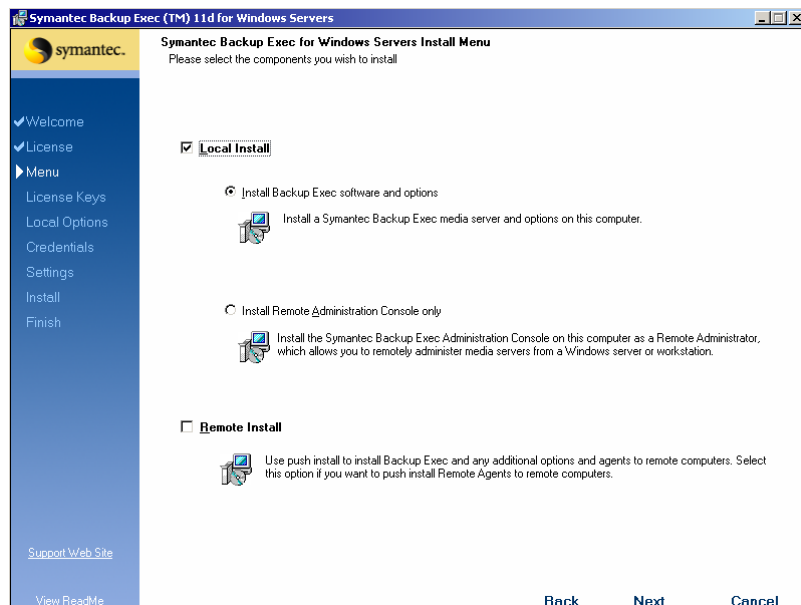 Symantec Backup Exec (TM) 11d for Windows Servers
symantec.
Symantec Backup Exec for Windows Servers Install Menu
Please select the components you wish to install
Welcome
License
Menu
License Keys
Local Options
Credentials
Settings
Install
Finish
Local Install
Install Backup Exec software and options
Install a Symantec Backup Exec media server and options on this computer.
Install Remote Administration Console only
Install the Symantec Backup Exec Administration Console on this computer as a Remote Administrator,
which allows you to remotely administer media servers from a Windows server or workstation.
Remote Install
Use push install to install Backup Exec and any additional options and agents to remote computers. Select
this option if you want to push install Remote Agents to remote computers.
Support Web Site
View ReadMe
Back Next Cancel